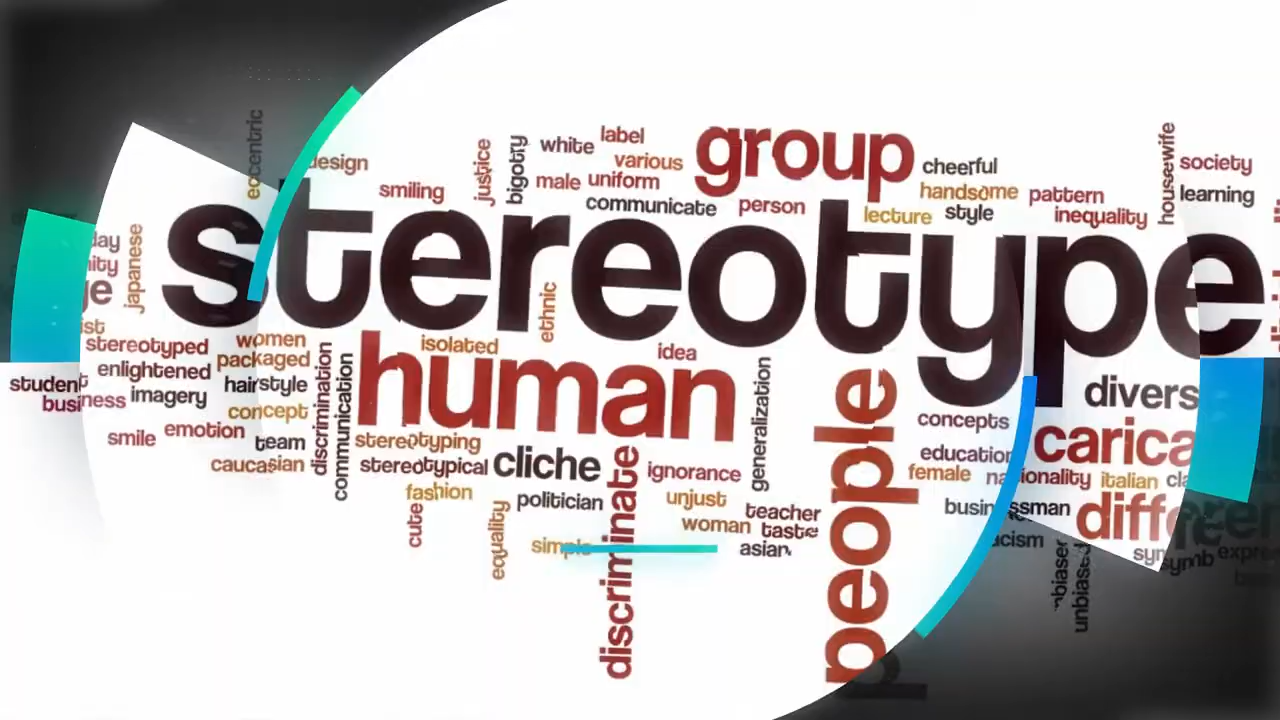 eccentric
design
smiling
justice
bigotry
white
label
various
male
uniform
communicate
person
group
cheerful
handsome
lecture
style
pattern
inequality
housewife
society
learning
stereotype
japanese
stereotyped
enlightened
student
business
imagery
smile
emotion
women
packaged
hairstyle
concept
team
caucasian
discrimination
communication
isolated
ethnic
human
idea
stereotyping
stereotypical
cliche
ignorance
generalization
fashion
cute
equality
politician
unjust
woman
teacher
taste
asian
discriminate
people
concepts
education
female
nationality
italian
businessman
divers
carica
unbiased